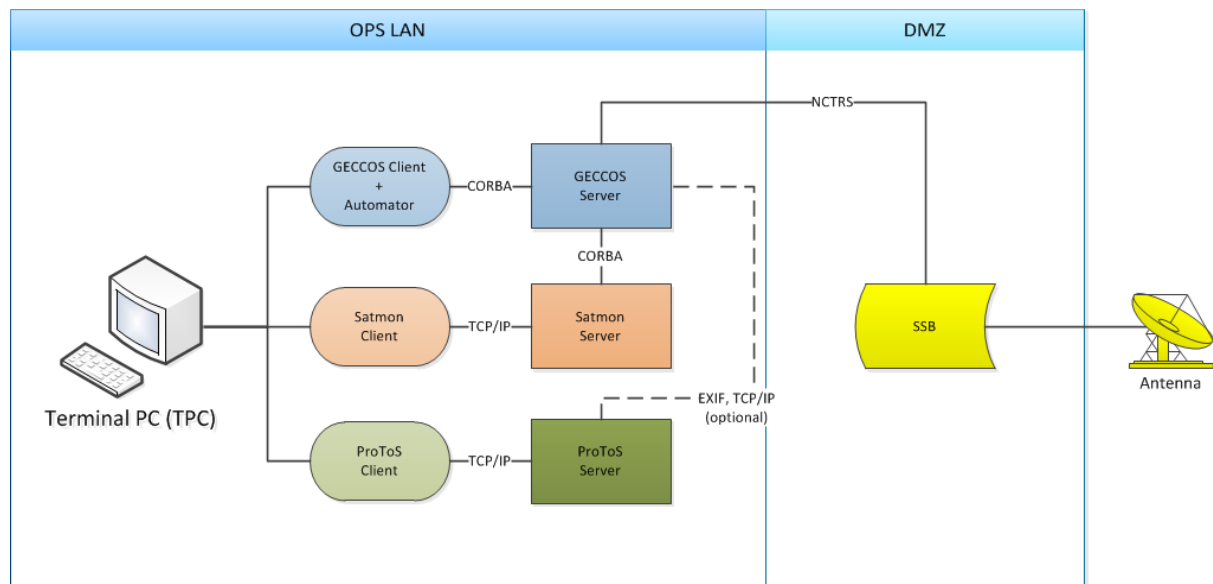 OPS LAN
DMZ
NCTRS
GECCOS Client
+
Automator
CORBA
GECCOS
Server
CORBA
Satmon
Client
TCP/IP
Satmon
Server
SSB
Antenna
EXIF, TCP/IP
(optional)
Terminal PC (TPC)
ProToS
Client
TCP/IP
ProToS
Server